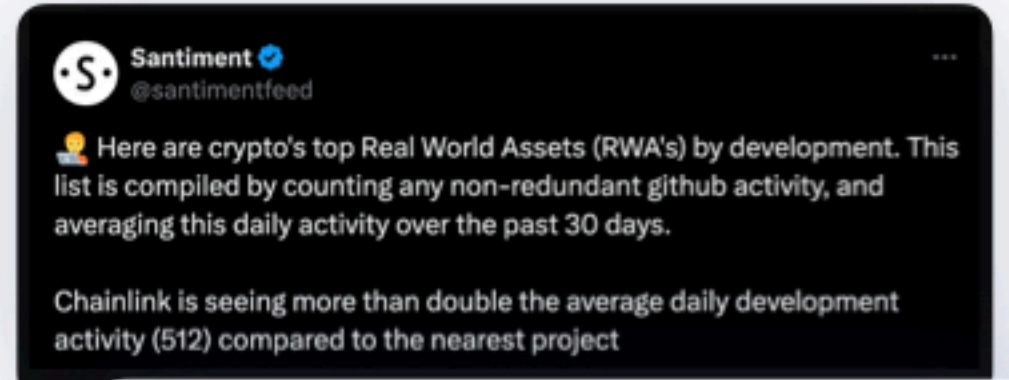 Santiment
@santimentfeed
Here are crypto's top Real World Assets (RWA's) by development. This
list is compiled by counting any non-redundant github activity, and
averaging this daily activity over the past 30 days.
Chainlink is seeing more than double the average daily development
activity (512) compared to the nearest project